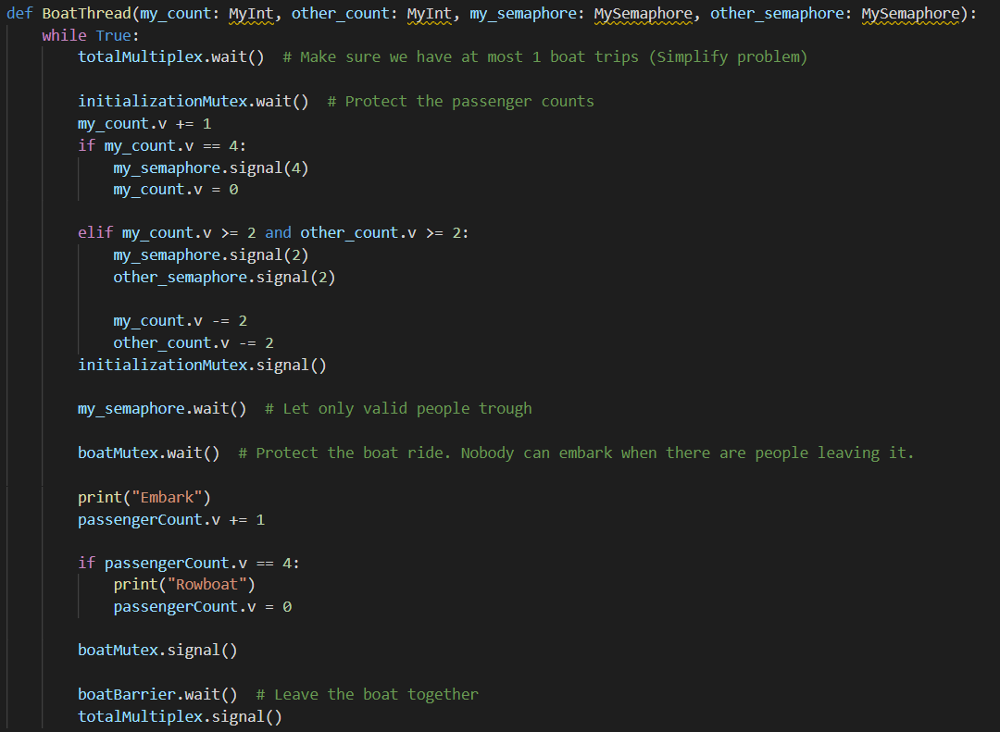 def BoatThread(my_count: MyInt, other_count: MyInt, my_semaphore: MySemaphore, other_semaphore: MySemaphore):
    while True:
        totalMultiplex.wait()  # Make sure we have at most 1 boat trips (Simplify problem)

        initializationMutex.wait()  # Protect the passenger counts
        my_count.v += 1
        if my_count.v == 4:
            my_semaphore.signal(4)
            my_count.v = 0

        elif my_count.v >= 2 and other_count.v >= 2:
            my_semaphore.signal(2)
            other_semaphore.signal(2)

            my_count.v -= 2
            other_count.v -= 2
        initializationMutex.signal()

        my_semaphore.wait()  # Let only valid people trough

        boatMutex.wait()  # Protect the boat ride. Nobody can embark when there are people leaving it.

        print("Embark")
        passengerCount.v += 1

        if passengerCount.v == 4:
            print("Rowboat")
            passengerCount.v = 0

        boatMutex.signal()

        boatBarrier.wait()  # Leave the boat together
        totalMultiplex.signal()